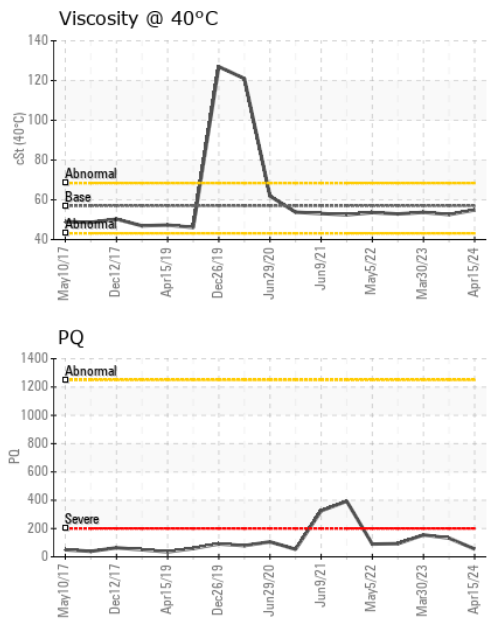 Viscosity @ 40°C
140
120
100
80
60
40
cSt (40°C)
Abnormal
Base
Abnormal
May10/17
Dec12/17
Apr15/19
Dec26/19
Jun29/20
Jun9/21
May5/22
Mar30/23
Apr15/24
PQ
1400
1200
1000
800
600
400
200
0
PQ
Abnormal
Severe
May10/17
Dec12/17
Apr15/19
Dec26/19
Jun29/20
Jun9/21
May5/22
Mar30/23
Apr15/24